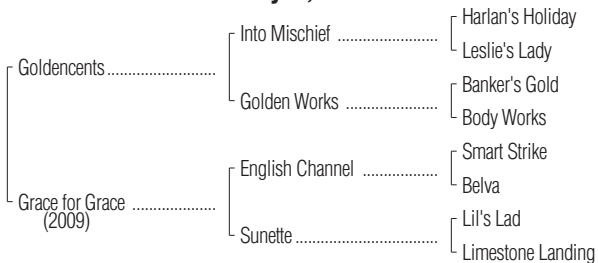 Harlan's Holiday
Into Mischief ..................
Leslie's Lady
Goldencents .........................
Banker's Gold
Golden Works .....................
Body Works
Smart Strike
English Channel .................
Belva
Grace for Grace ...................
(2009)
Lil's Lad
Sunette .................................
Limestone Landing